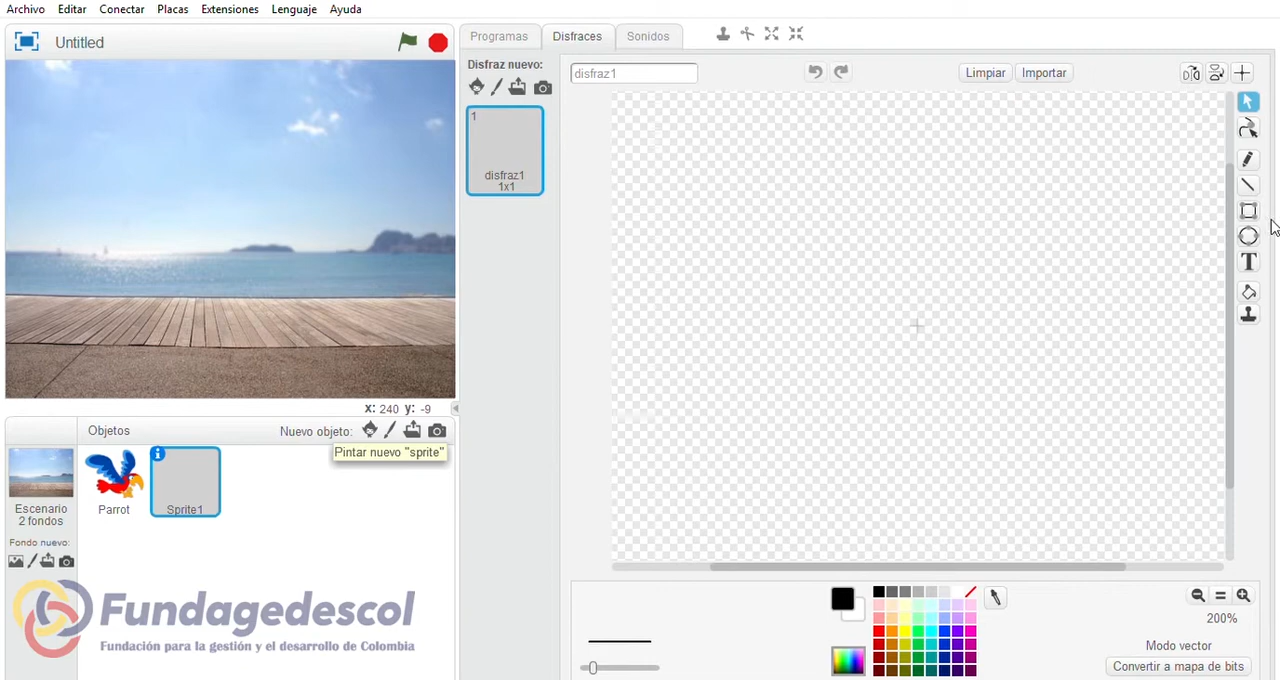 Archivo Editar Conectar Placas Extensiones Lenguaje Ayuda
Untitled
Programas Disfraces Sonidos
Disfraz nuevo:
disfraz1
Limpiar Importar
1
disfraz1
1x1
T
x: 240 y: -9
Objetos Nuevo objeto:
Pintar nuevo "sprite"
Escenario
2 fondos
Parrot
Sprite1
Fondo nuevo:
Fundagedescol
Fundación para la gestión y el desarrollo de Colombia
200%
Modo vector
Convertir a mapa de bits